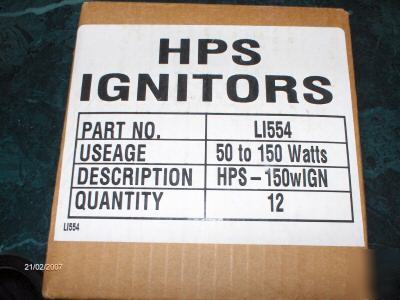 HPS
IGNITORS
PART NO. LI554
USEAGE 50 to 150 Watts
DESCRIPTION HPS-150wIGN
QUANTITY 12
LI554
21/02/2007